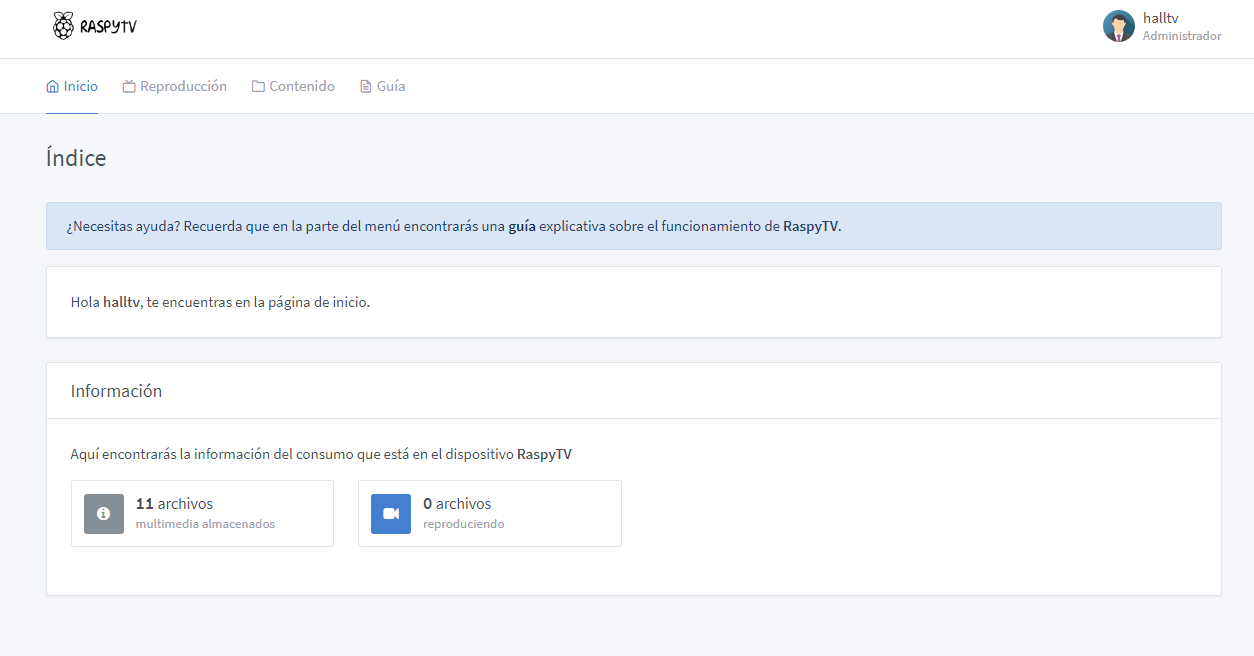 RASPYTV
halltv
Administrador
Inicio
Reproducción
Contenido
Guía
Índice
¿Necesitas ayuda? Recuerda que en la parte del menú encontrarás una guía explicativa sobre el funcionamiento de RaspyTV.
Hola halltv, te encuentras en la página de inicio.
Información
Aquí encontrarás la información del consumo que está en el dispositivo RaspyTV
11 archivos
multimedia almacenados
0 archivos
reproduciendo